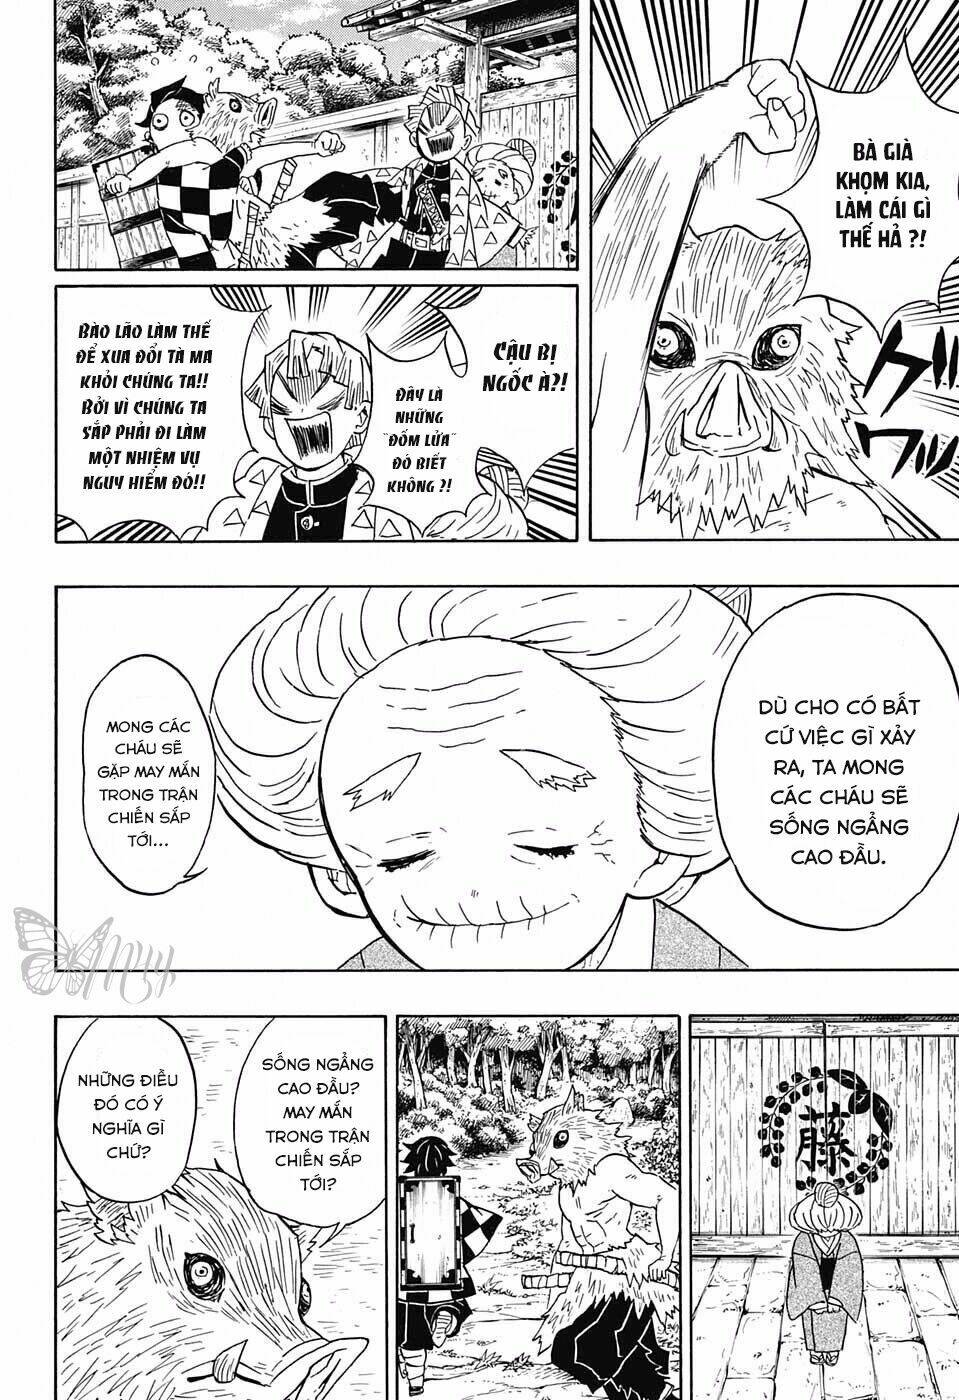 BÀ GIÀ
KHỌM KIA,
LÀM CÁI GÌ
THẾ HẢ ?!
CẬU BỊ
NGỐC À?!
ĐÂY LÀ
NHỮNG
"ĐỐM LỬA"
ĐÓ BIẾT
KHÔNG ?!
BÀO LÃO LÀM THẾ
ĐỂ XUA ĐỔI TÀ MA
KHỎI CHÚNG TA!!
BỞI VÌ CHÚNG TA
SẮP PHẢI ĐI LÀM
MỘT NHIỆM VỤ
NGUY HIỂM ĐÓ!!
DÙ CHO CÓ BẤT
CỨ VIỆC GÌ XẢY
RA, TA MONG
CÁC CHÁU SẼ
SỐNG NGẢNG
CAO ĐẦU.
MONG CÁC
CHÁU SẼ
GẶP MAY MẮN
TRONG TRẬN
CHIẾN SẮP
TỚI...
藤
SỐNG NGẢNG
CAO ĐẦU?
MAY MẮN
TRONG TRẬN
CHIẾN SẮP
TỚI?
NHỮNG ĐIỀU
ĐÓ CÓ Ý
NGHĨA GÌ
CHỨ?